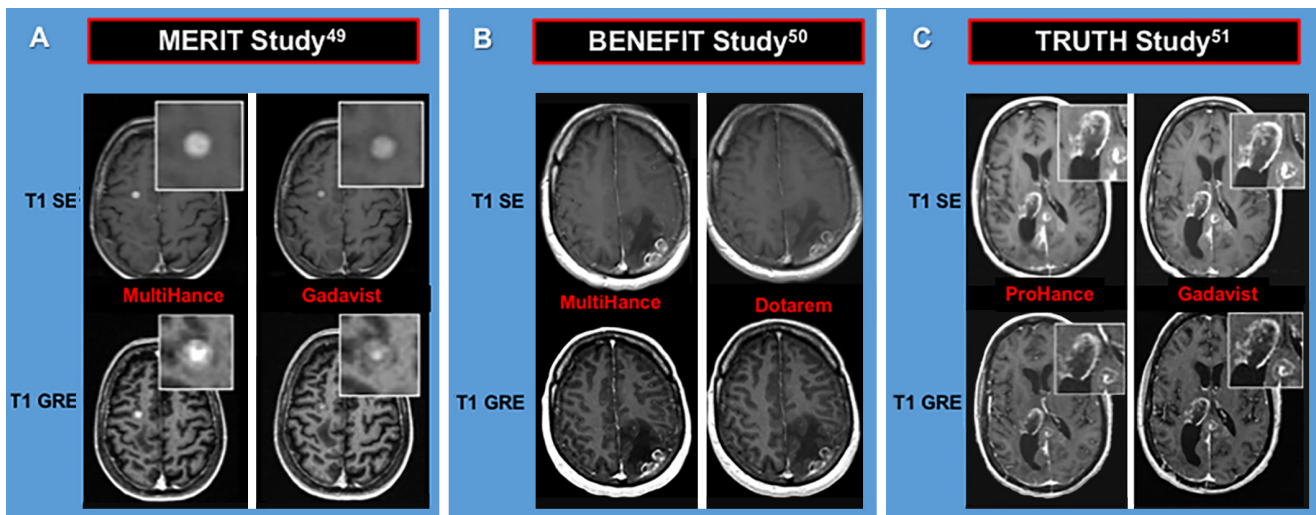 A MERIT Study49
T1 SE
MultiHance Gadavist
T1 GRE
B BENEFIT Study50
T1 SE
MultiHance Dotarem
T1 GRE
C TRUTH Study51
T1 SE
ProHance Gadavist
T1 GRE